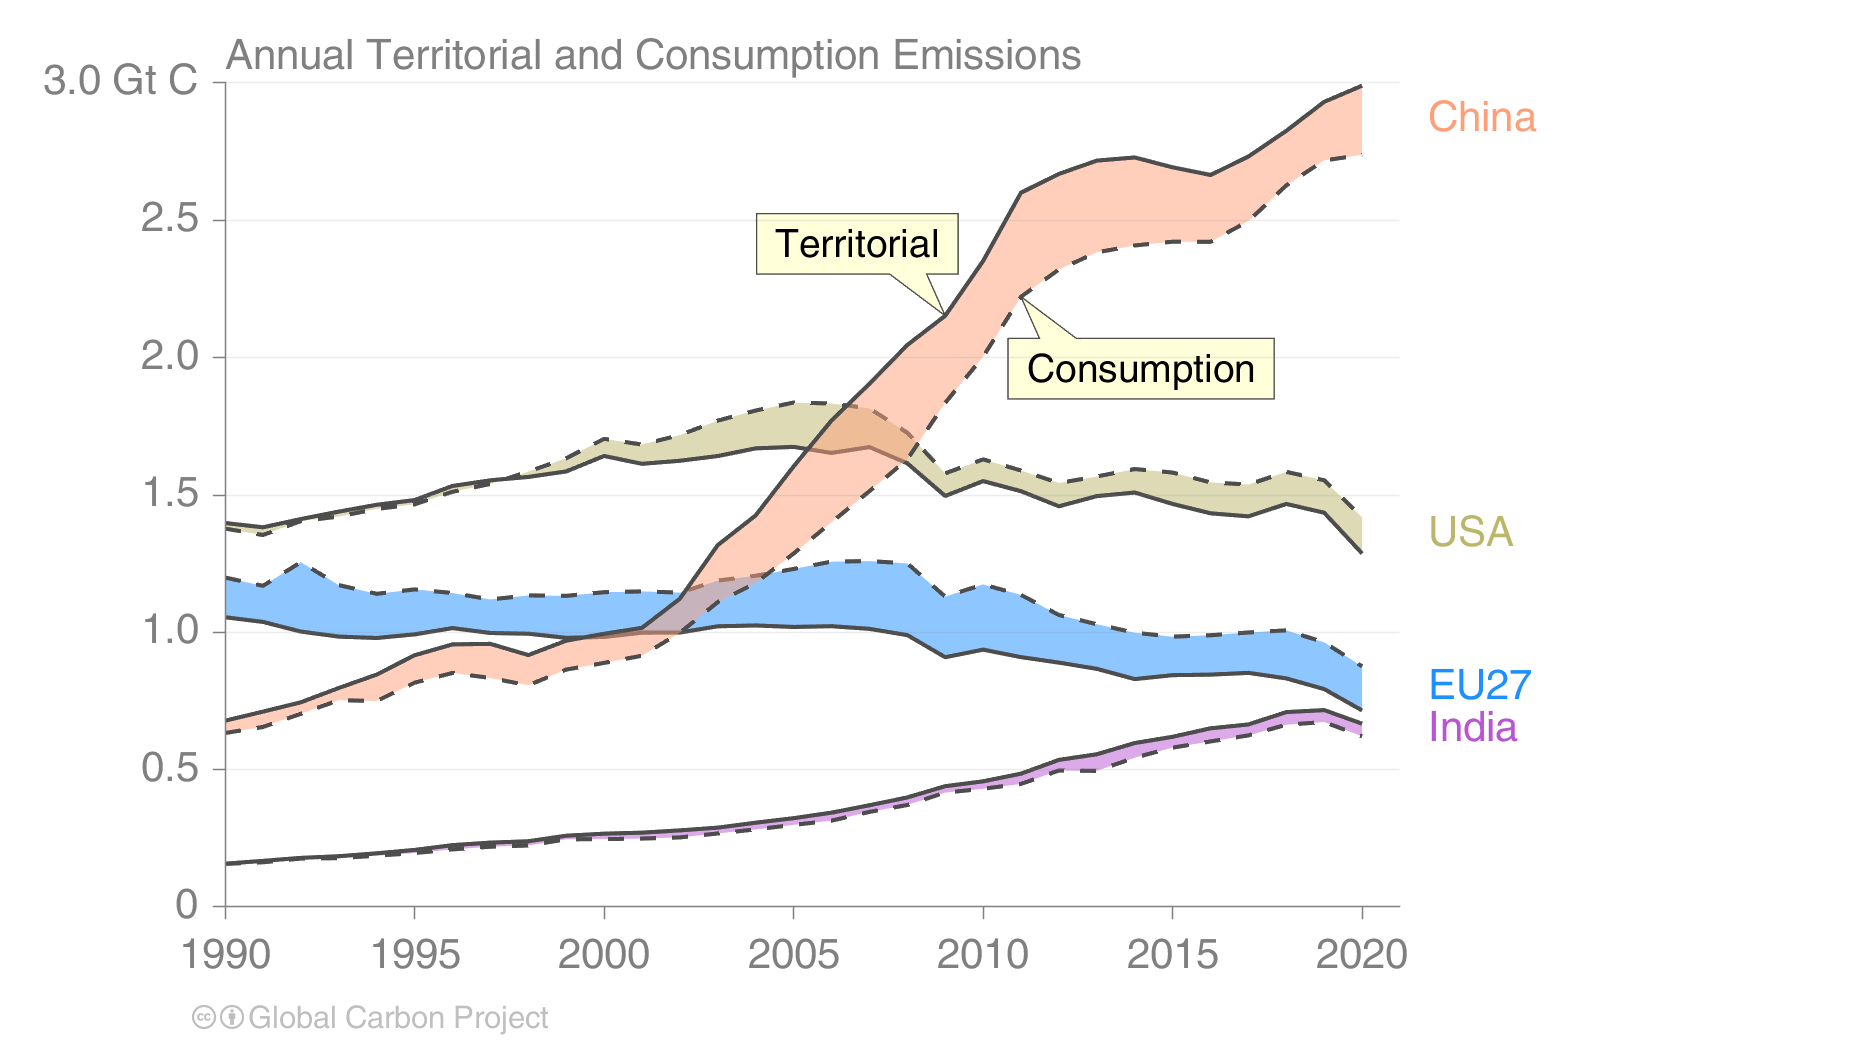 Annual Territorial and Consumption Emissions
3.0 Gt C
China
2.5
Territorial
2.0
Consumption
1.5
USA
1.0
EU27
India
0.5
0
1990 1995 2000 2005 2010 2015 2020
cc Global Carbon Project